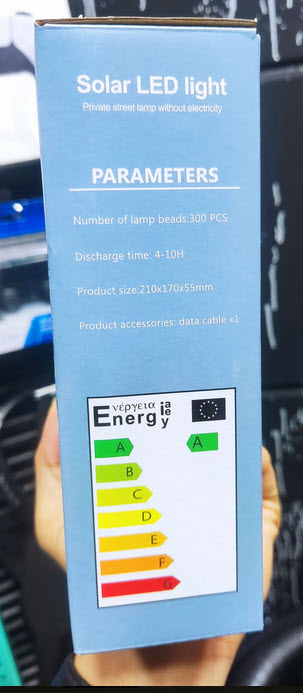 Solar LED light
Private street lamp without electricity
PARAMETERS
Number of lamp beads:300 PCS
Discharge time: 4-10H
Product size:210x170x55mm
Product accessories: data cable x1
Energ
νέργεια
ia
ie
y
A
A
B
C
D
E
F
G